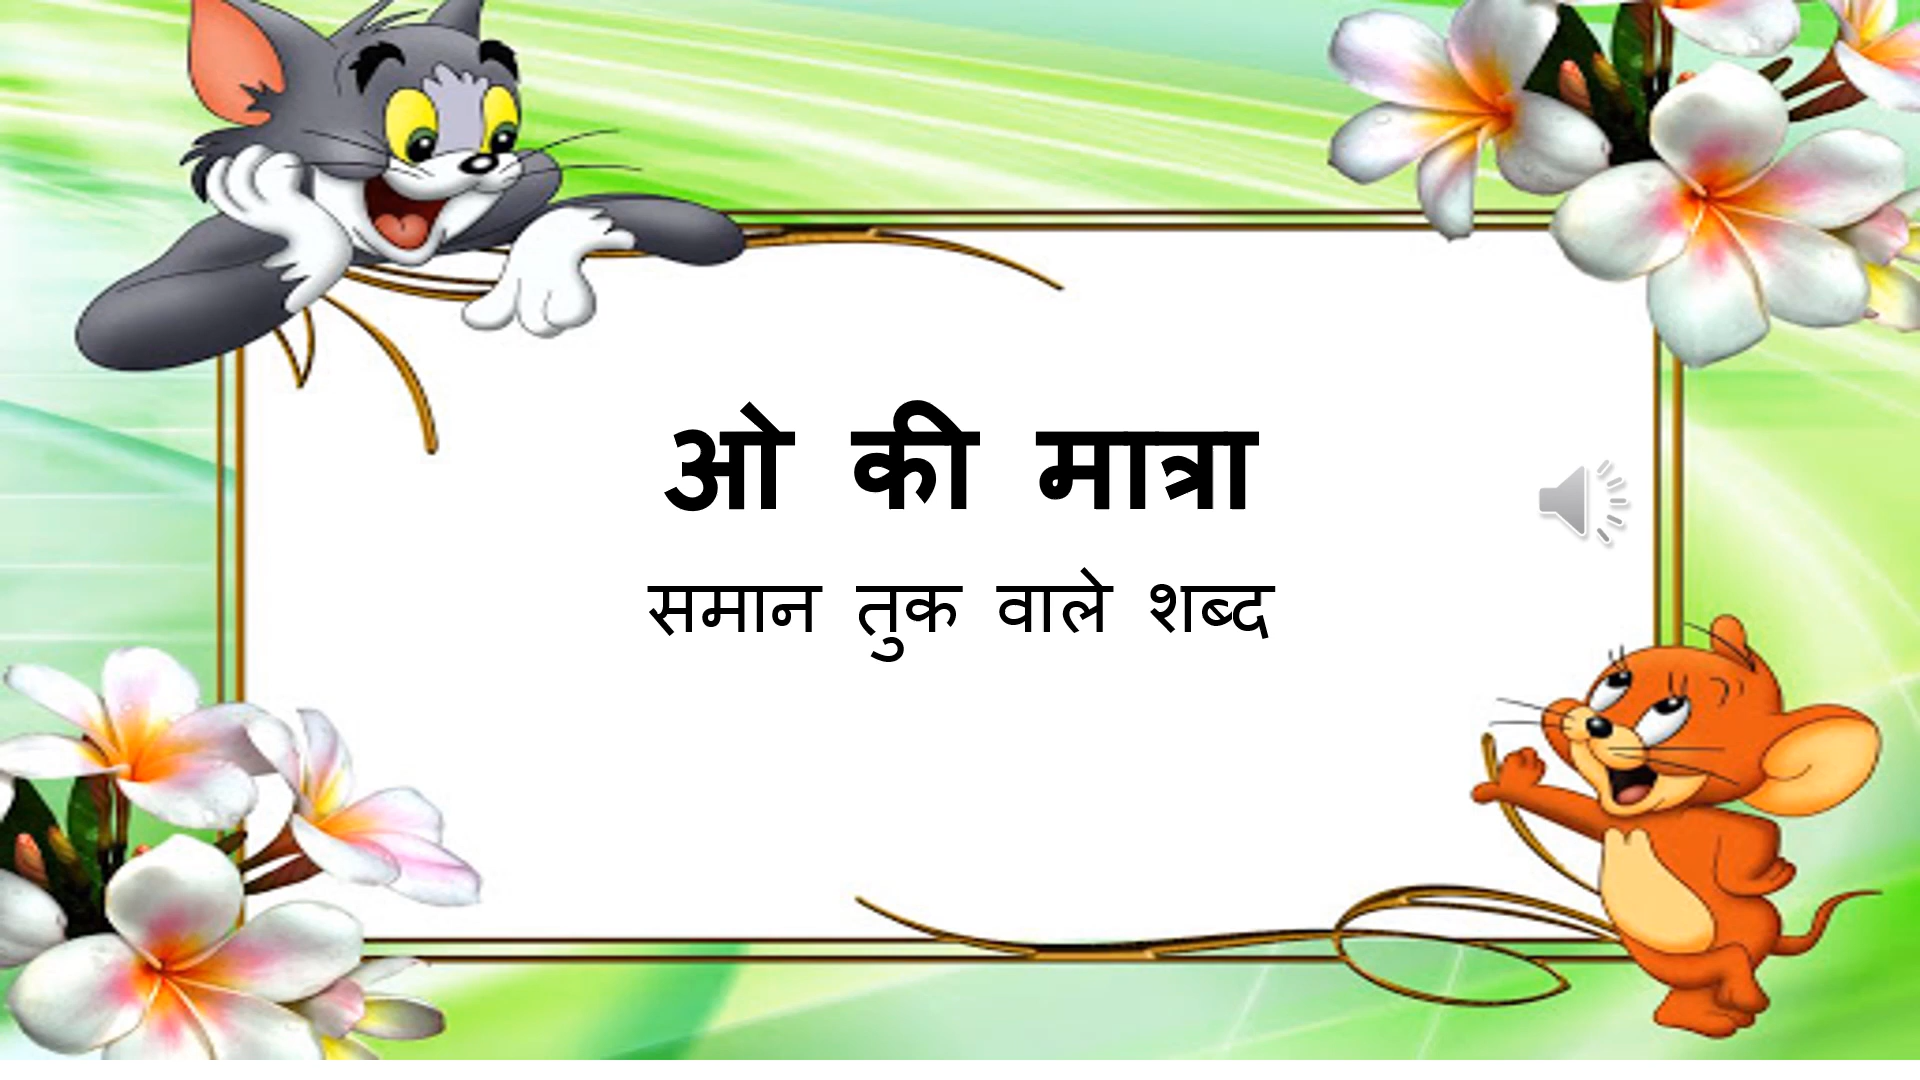 ओ की मात्रा
समान तुक वाले शब्द